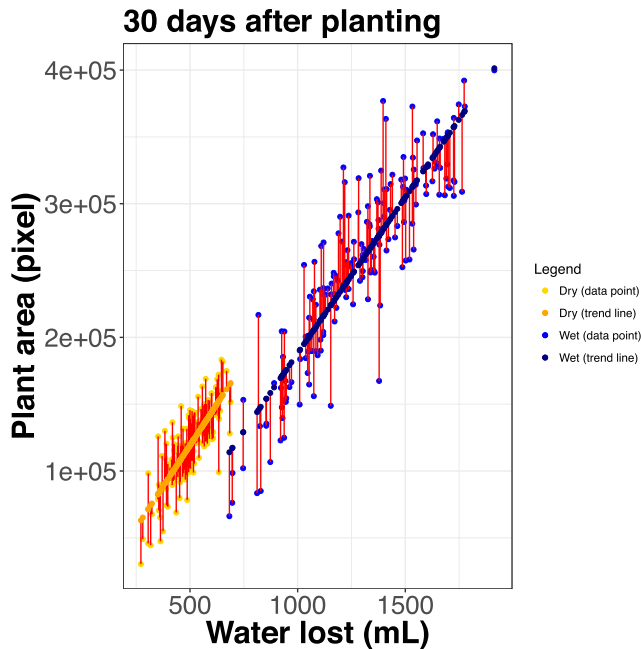 30 days after planting
4e+05
3e+05
2e+05
1e+05
Plant area (pixel)
500 1000 1500
Water lost (mL)
Legend
Dry (data point)
Dry (trend line)
Wet (data point)
Wet (trend line)